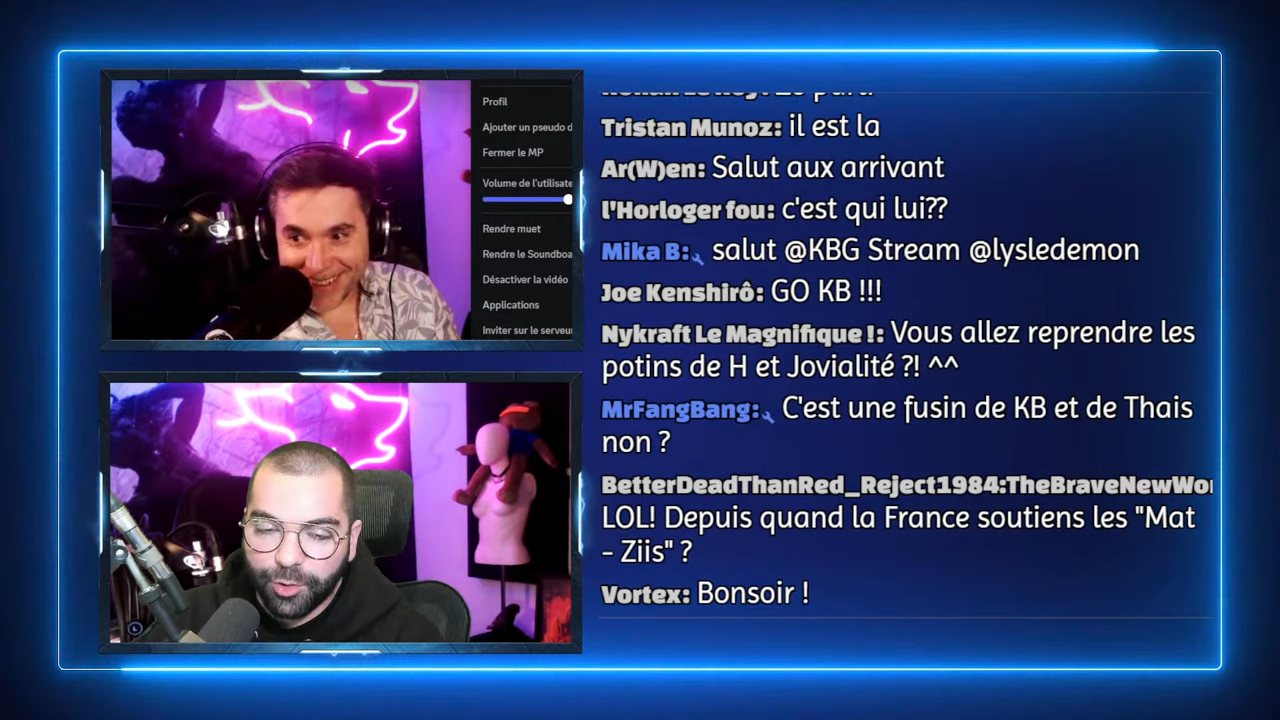 Profil
Ajouter un pseudo d
Fermer le MP
Volume de l'utilisate
Rendre muet
Rendre le Soundboa
Désactiver la vidéo
Applications
Inviter sur le serveur
Tristan Munoz: il est la
Ar(W)en: Salut aux arrivant
l'Horloger fou: c'est qui lui??
Mika B: salut @KBG Stream @lysledemon
Joe Kenshirô: GO KB !!!
Nykraft Le Magnifique !: Vous allez reprendre les
potins de H et Jovialité ?! ^^
MrFangBang: C'est une fusin de KB et de Thais
non ?
BetterDeadThanRed_Reject1984:TheBraveNewWor
LOL! Depuis quand la France soutiens les "Mat
- Ziis" ?
Vortex: Bonsoir !